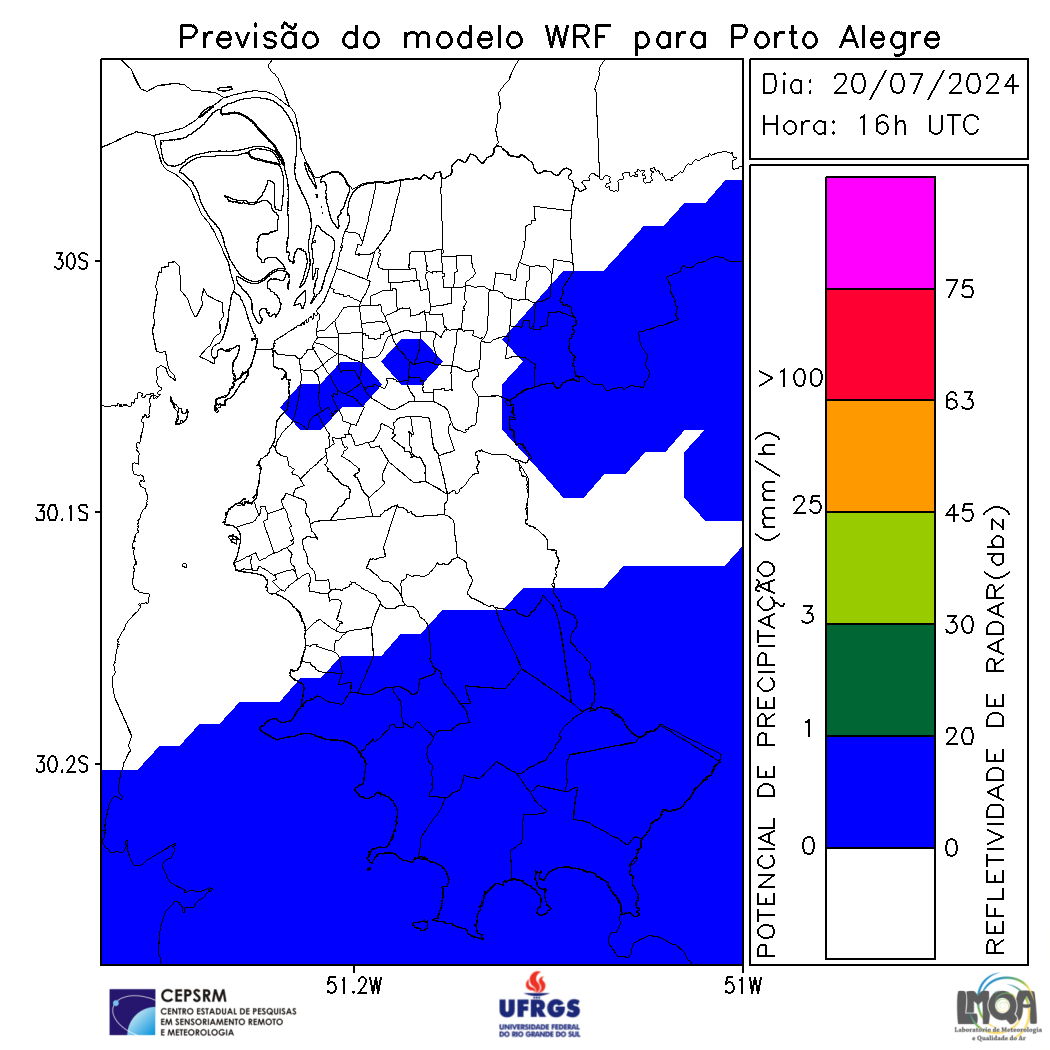 Previsão do modelo WRF para Porto Alegre
Dia: 20/07/2024
Hora: 16h UTC
30S
30.1S
30.2S
51.2W
51W
POTENCIAL DE PRECIPITAÇÃO (mm/h)
>100
25
3
1
0
75
63
45
30
20
0
REFLETIVIDADE DE RADAR(dbz)
CEPSRM
CENTRO ESTADUAL DE PESQUISAS
EM SENSORIAMENTO REMOTO
E METEOROLOGIA
UFRGS
UNIVERSIDADE FEDERAL
DO RIO GRANDE DO SUL
LMQA
Laboratório de Meteorologia
e Qualidade do Ar